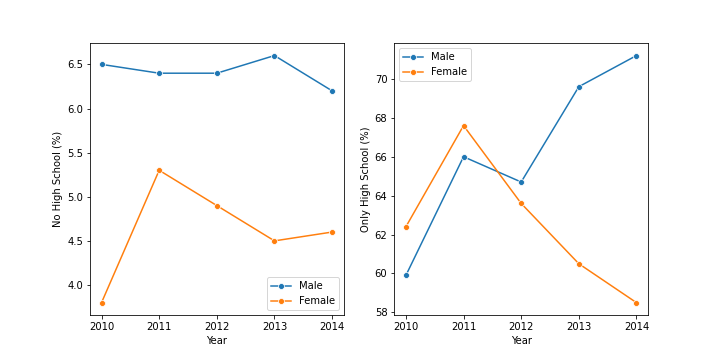 No High School (%)
6.5
6.0
5.5
5.0
4.5
4.0
2010 2011 2012 2013 2014
Year
Male
Female
Only High School (%)
70
68
66
64
62
60
58
2010 2011 2012 2013 2014
Year
Male
Female